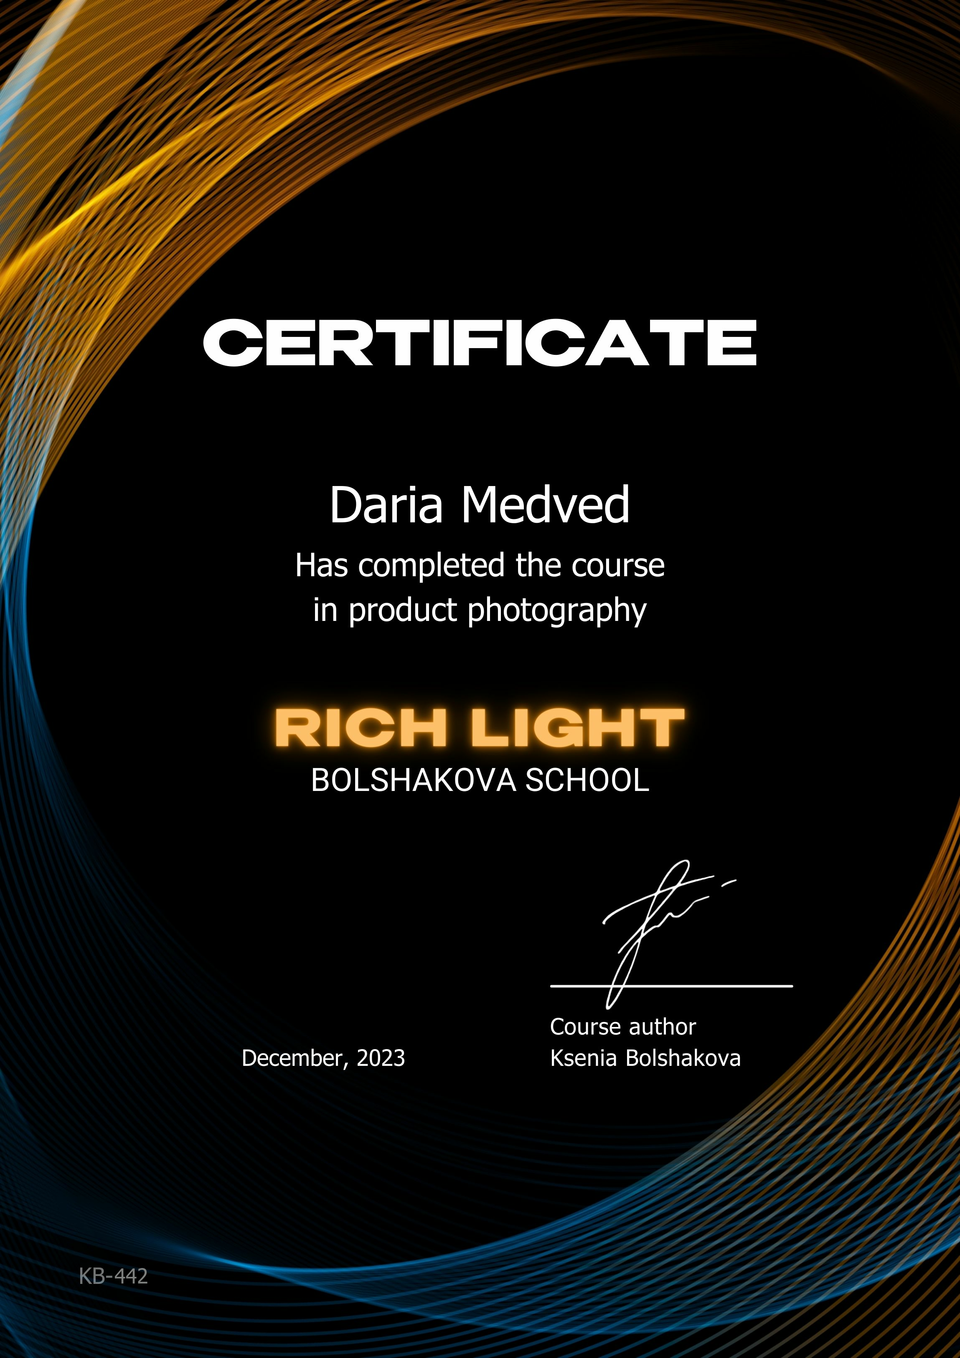 CERTIFICATE
Daria Medved
Has completed the course
in product photography
RICH LIGHT
BOLSHAKOVA SCHOOL
Course author
December, 2023
Ksenia Bolshakova
KB-442